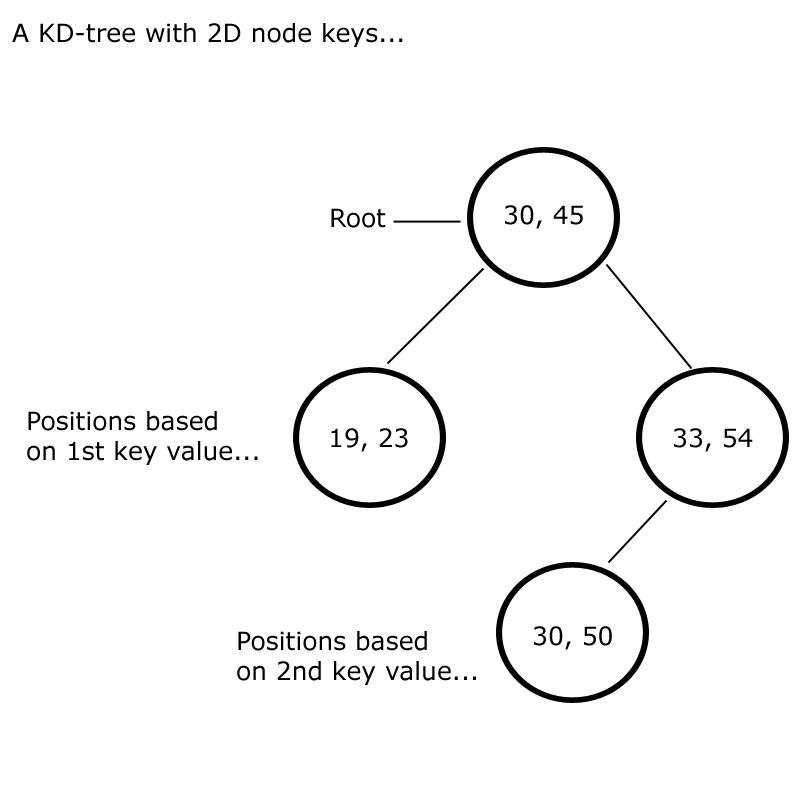 A KD-tree with 2D node keys...
30, 45
Root
Positions based
on 1st key value...
19, 23
33, 54
30, 50
Positions based
on 2nd key value...